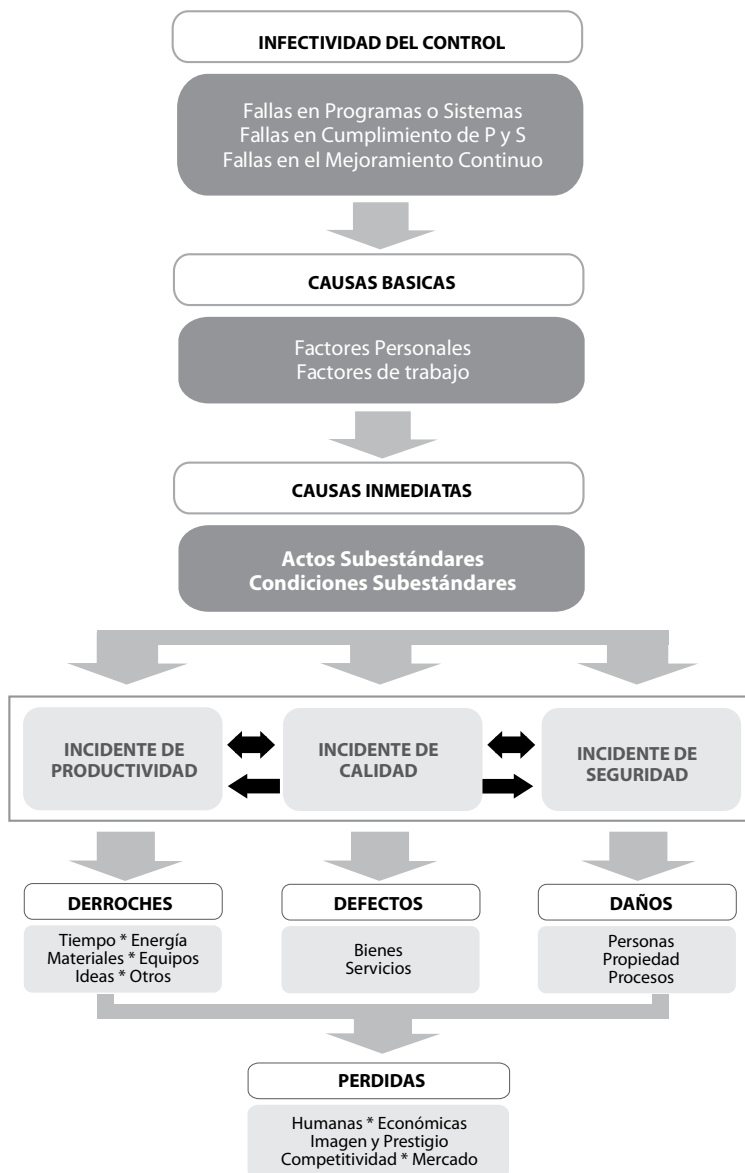 INFECTIVIDAD DEL CONTROL
Fallas en Programas o Sistemas
Fallas en Cumplimiento de P y S
Fallas en el Mejoramiento Continuo
CAUSAS BASICAS
Factores Personales
Factores de trabajo
CAUSAS INMEDIATAS
Actos Subestándares
Condiciones Subestándares
INCIDENTE DE
PRODUCTIVIDAD
INCIDENTE DE
CALIDAD
INCIDENTE DE
SEGURIDAD
DERROCHES
Tiempo * Energía
Materiales * Equipos
Ideas * Otros
DEFECTOS
Bienes
Servicios
DAÑOS
Personas
Propiedad
Procesos
PERDIDAS
Humanas * Económicas
Imagen y Prestigio
Competitividad * Mercado